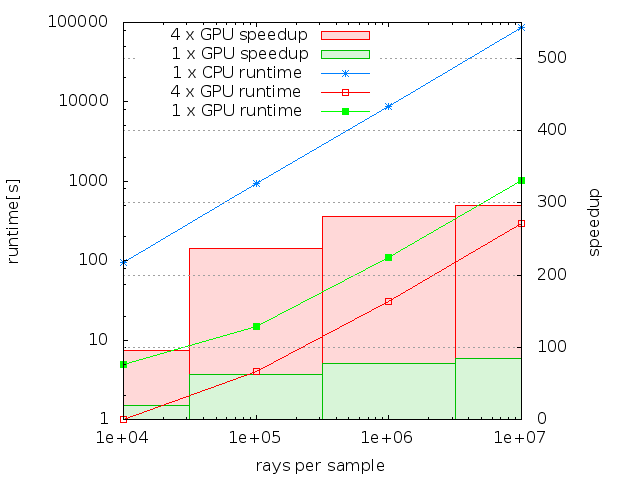 100000
10000
1000
100
10
1
runtime[s]
4 x GPU speedup
1 x GPU speedup
1 x CPU runtime
4 x GPU runtime
1 x GPU runtime
500
400
300
200
100
0
speedup
1e+04 1e+05 1e+06 1e+07
rays per sample